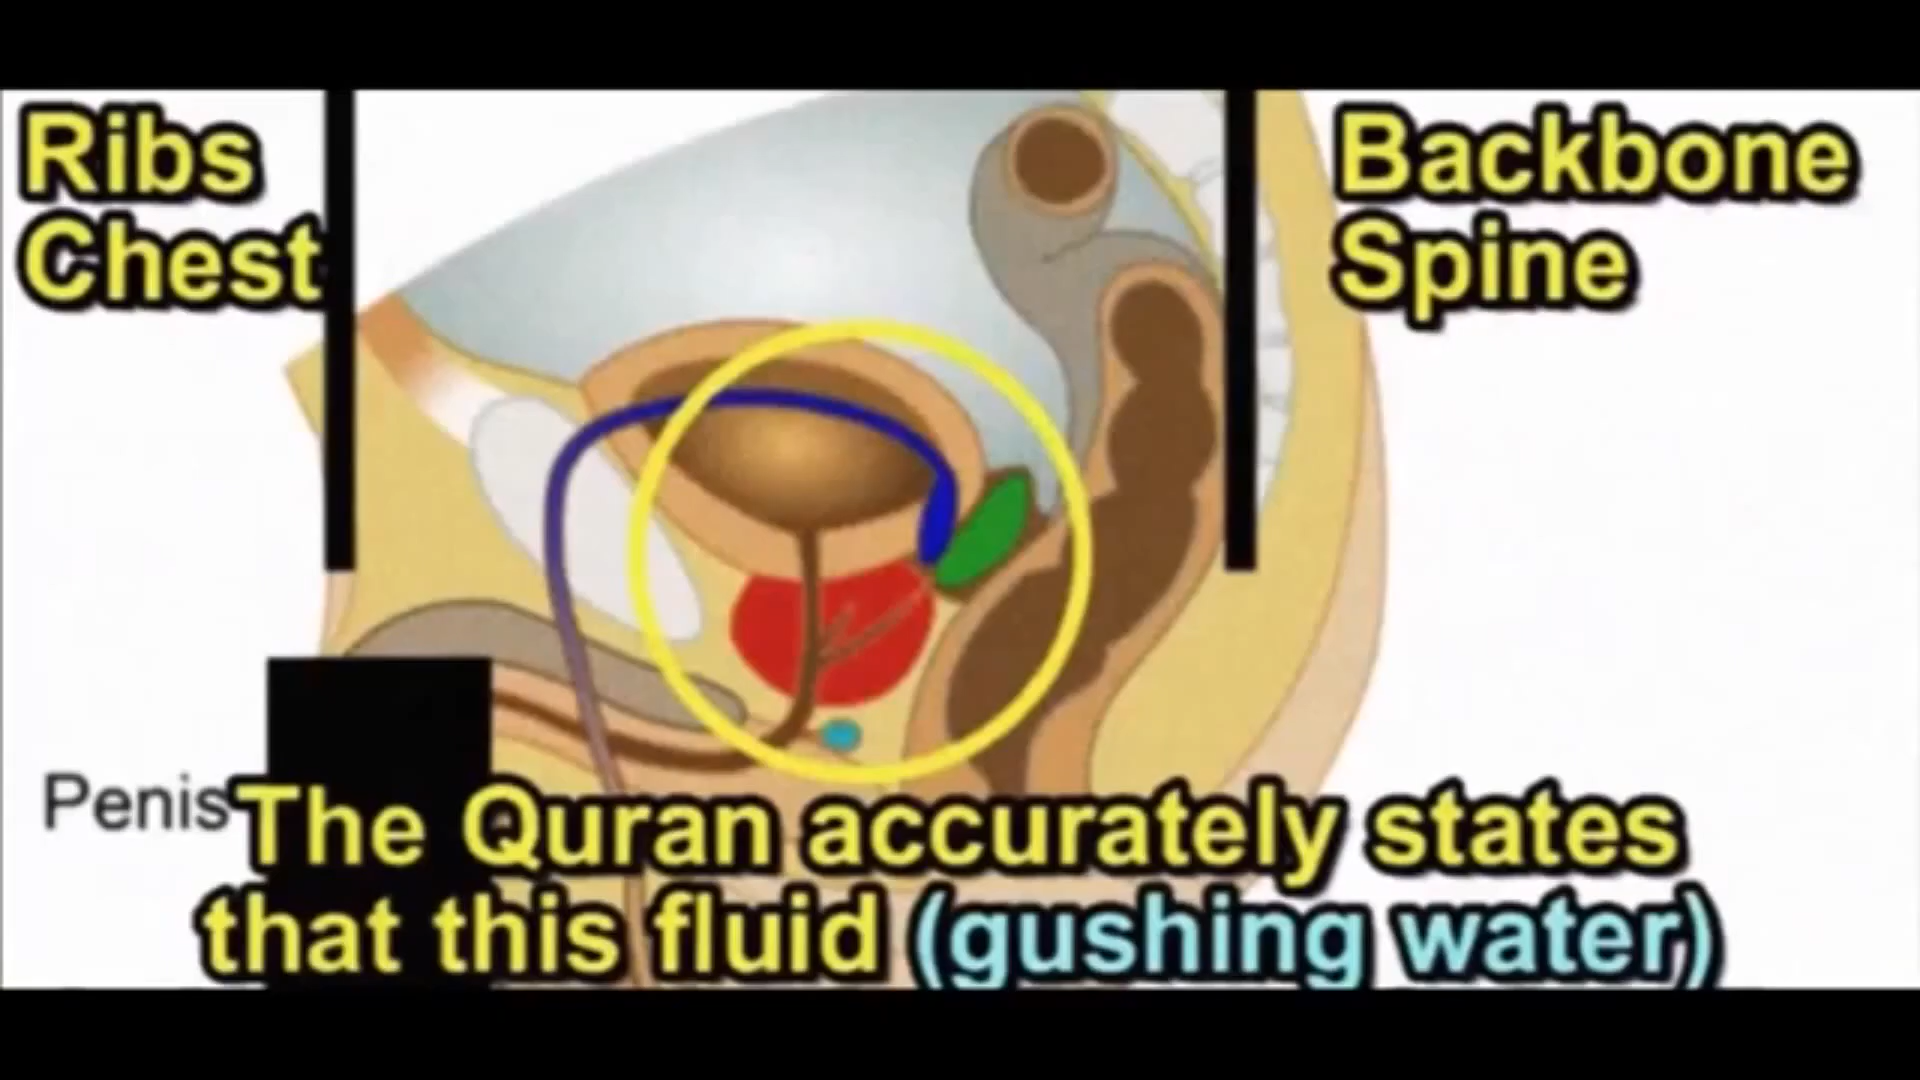 Ribs
Chest
Backbone
Spine
Penis
The Quran accurately states
that this fluid (gushing water)